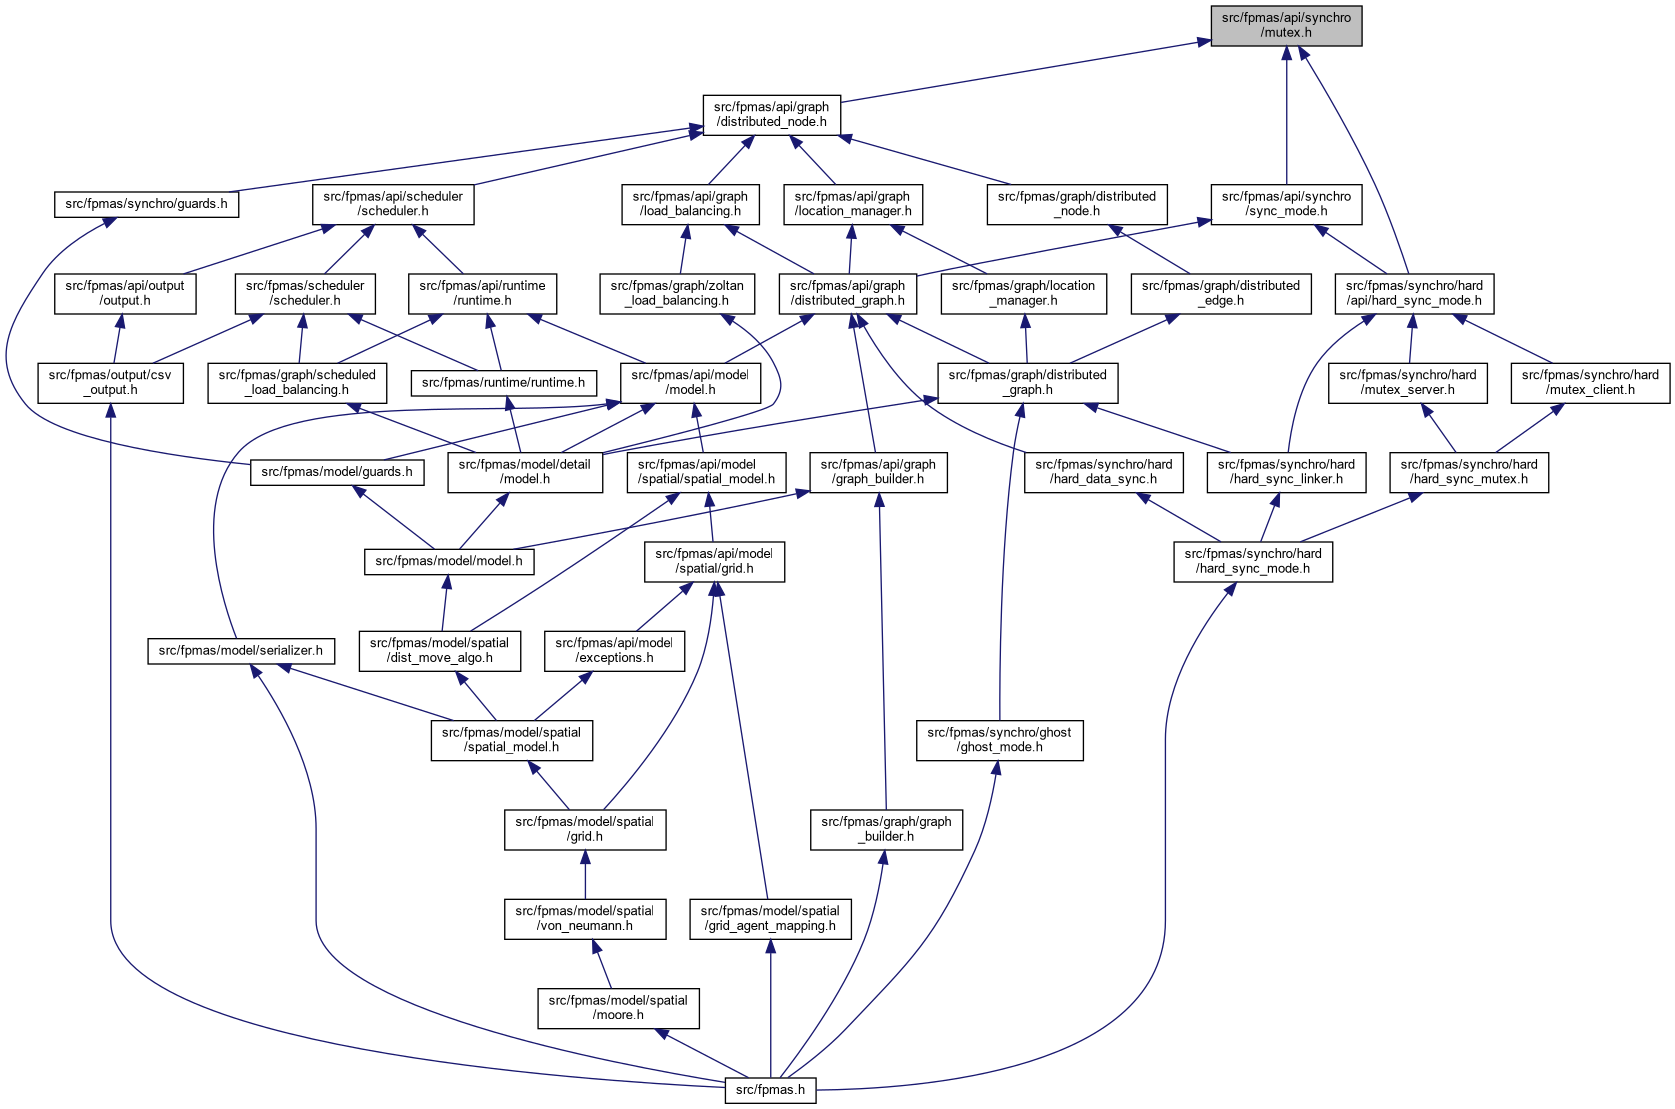 src/fpmas/api/synchro
/mutex.h
src/fpmas/api/graph
/distributed_node.h
src/fpmas/synchro/guards.h
src/fpmas/api/scheduler
/scheduler.h
src/fpmas/api/graph
/load_balancing.h
src/fpmas/api/graph
/location_manager.h
src/fpmas/graph/distributed
_node.h
src/fpmas/api/synchro
/sync_mode.h
src/fpmas/api/output
/output.h
src/fpmas/scheduler
/scheduler.h
src/fpmas/api/runtime
/runtime.h
src/fpmas/graph/zoltan
_load_balancing.h
src/fpmas/api/graph
/distributed_graph.h
src/fpmas/graph/location
_manager.h
src/fpmas/graph/distributed
_edge.h
src/fpmas/synchro/hard
/api/hard_sync_mode.h
src/fpmas/output/csv
_output.h
src/fpmas/graph/scheduled
_load_balancing.h
src/fpmas/runtime/runtime.h
src/fpmas/api/model
/model.h
src/fpmas/graph/distributed
_graph.h
src/fpmas/synchro/hard
/mutex_server.h
src/fpmas/synchro/hard
/mutex_client.h
src/fpmas/model/guards.h
src/fpmas/model/detail
/model.h
src/fpmas/api/model
/spatial/spatial_model.h
src/fpmas/api/graph
/graph_builder.h
src/fpmas/synchro/hard
/hard_data_sync.h
src/fpmas/synchro/hard
/hard_sync_linker.h
src/fpmas/synchro/hard
/hard_sync_mutex.h
src/fpmas/model/model.h
src/fpmas/api/model
/spatial/grid.h
src/fpmas/synchro/hard
/hard_sync_mode.h
src/fpmas/model/serializer.h
src/fpmas/model/spatial
/dist_move_algo.h
src/fpmas/api/model
/exceptions.h
src/fpmas/model/spatial
/spatial_model.h
src/fpmas/synchro/ghost
/ghost_mode.h
src/fpmas/model/spatial
/grid.h
src/fpmas/graph/graph
_builder.h
src/fpmas/model/spatial
/von_neumann.h
src/fpmas/model/spatial
/grid_agent_mapping.h
src/fpmas/model/spatial
/moore.h
src/fpmas.h